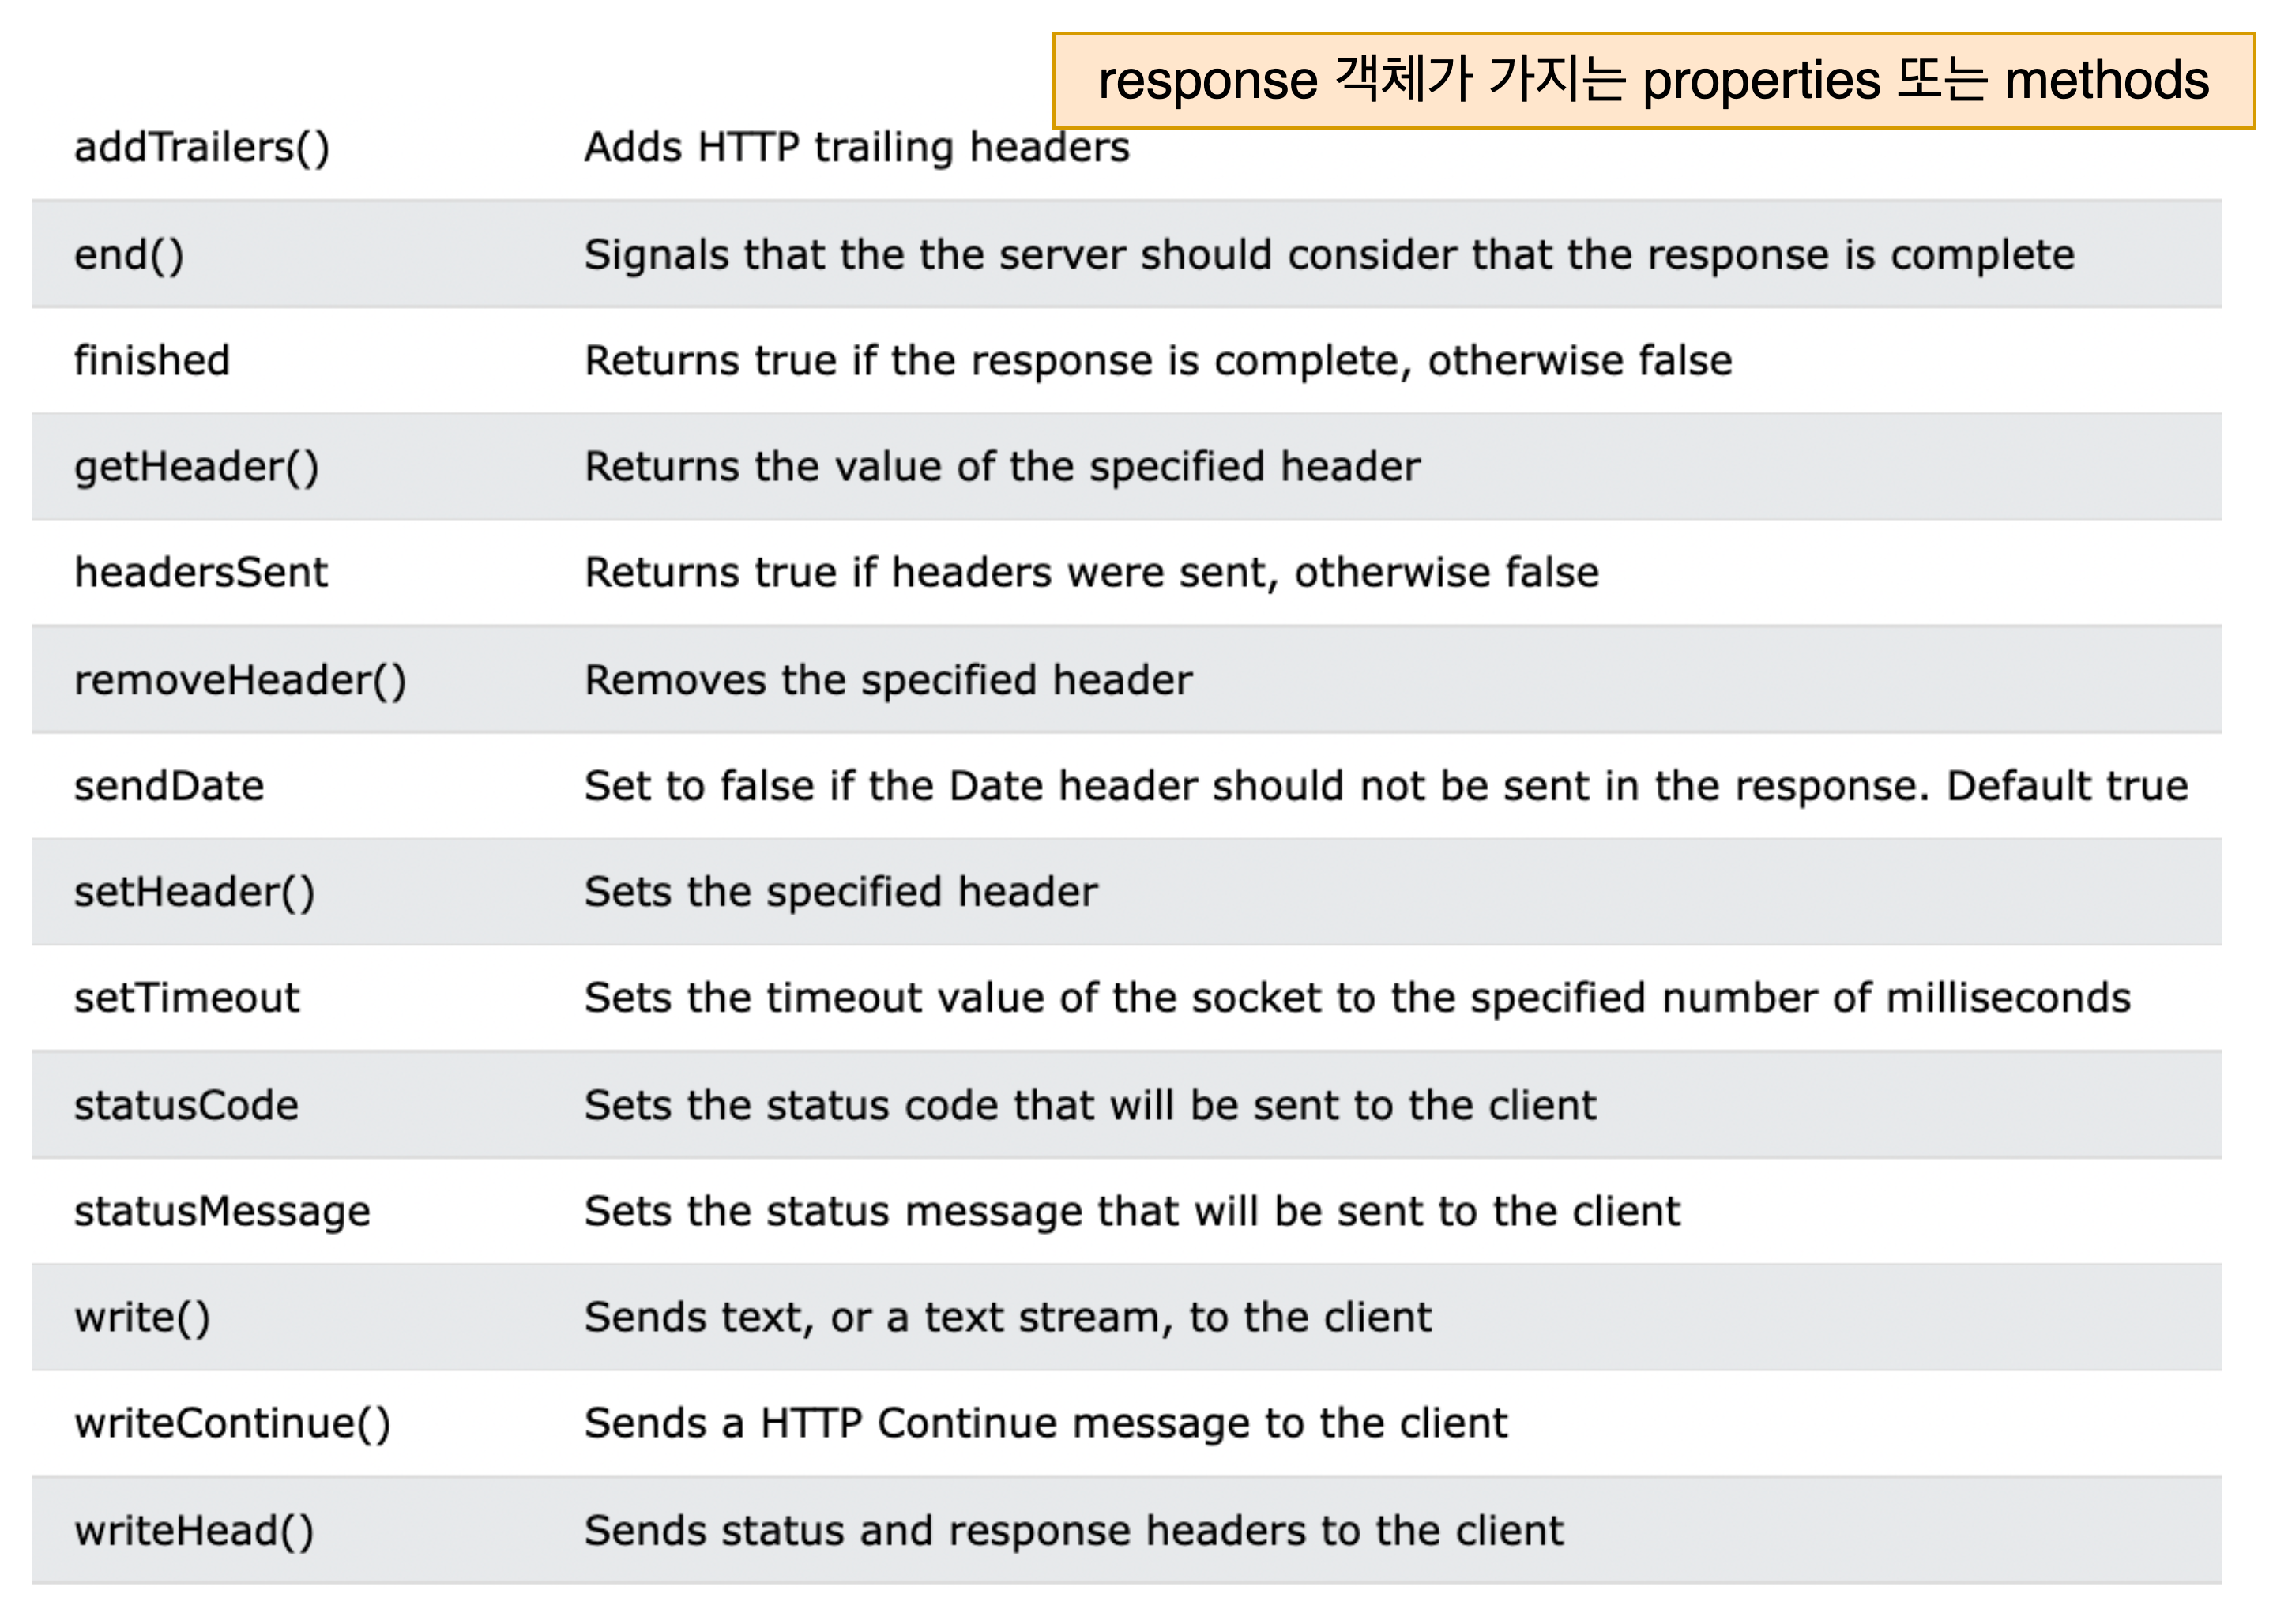 response 객체가 가지는 properties 또는 methods
addTrailers() Adds HTTP trailing headers
end() Signals that the the server should consider that the response is complete
finished Returns true if the response is complete, otherwise false
getHeader() Returns the value of the specified header
headersSent Returns true if headers were sent, otherwise false
removeHeader() Removes the specified header
sendDate Set to false if the Date header should not be sent in the response. Default true
setHeader() Sets the specified header
setTimeout Sets the timeout value of the socket to the specified number of milliseconds
statusCode Sets the status code that will be sent to the client
statusMessage Sets the status message that will be sent to the client
write() Sends text, or a text stream, to the client
writeContinue() Sends a HTTP Continue message to the client
writeHead() Sends status and response headers to the client